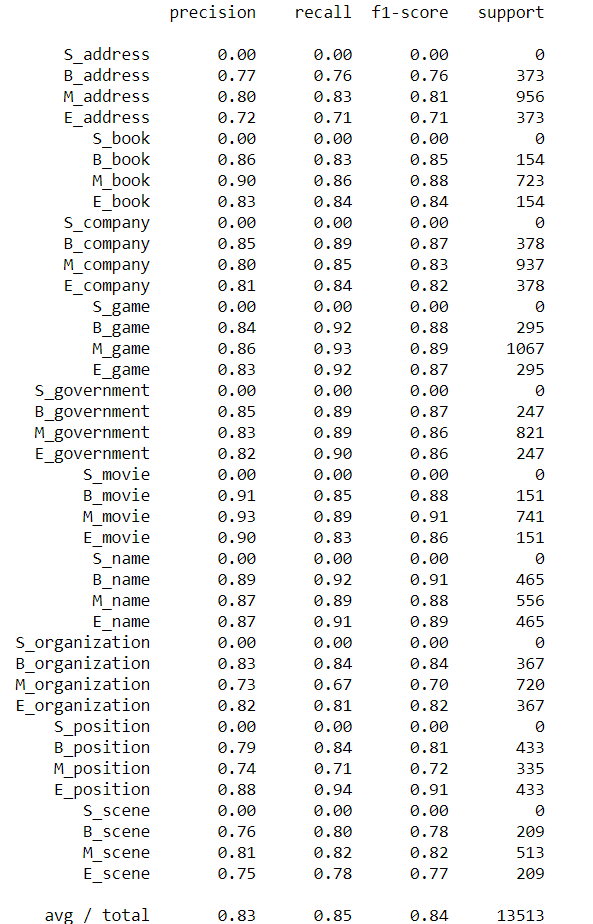 precision recall f1-score support
S_address 0.00 0.00 0.00 0
B_address 0.77 0.76 0.76 373
M_address 0.80 0.83 0.81 956
E_address 0.72 0.71 0.71 373
S_book 0.00 0.00 0.00 0
B_book 0.86 0.83 0.85 154
M_book 0.90 0.86 0.88 723
E_book 0.83 0.84 0.84 154
S_company 0.00 0.00 0.00 0
B_company 0.85 0.89 0.87 378
M_company 0.80 0.85 0.83 937
E_company 0.81 0.84 0.82 378
S_game 0.00 0.00 0.00 0
B_game 0.84 0.92 0.88 295
M_game 0.86 0.93 0.89 1067
E_game 0.83 0.92 0.87 295
S_government 0.00 0.00 0.00 0
B_government 0.85 0.89 0.87 247
M_government 0.83 0.89 0.86 821
E_government 0.82 0.90 0.86 247
S_movie 0.00 0.00 0.00 0
B_movie 0.91 0.85 0.88 151
M_movie 0.93 0.89 0.91 741
E_movie 0.90 0.83 0.86 151
S_name 0.00 0.00 0.00 0
B_name 0.89 0.92 0.91 465
M_name 0.87 0.89 0.88 556
E_name 0.87 0.91 0.89 465
S_organization 0.00 0.00 0.00 0
B_organization 0.83 0.84 0.84 367
M_organization 0.73 0.67 0.70 720
E_organization 0.82 0.81 0.82 367
S_position 0.00 0.00 0.00 0
B_position 0.79 0.84 0.81 433
M_position 0.74 0.71 0.72 335
E_position 0.88 0.94 0.91 433
S_scene 0.00 0.00 0.00 0
B_scene 0.76 0.80 0.78 209
M_scene 0.81 0.82 0.82 513
E_scene 0.75 0.78 0.77 209
avg / total 0.83 0.85 0.84 13513